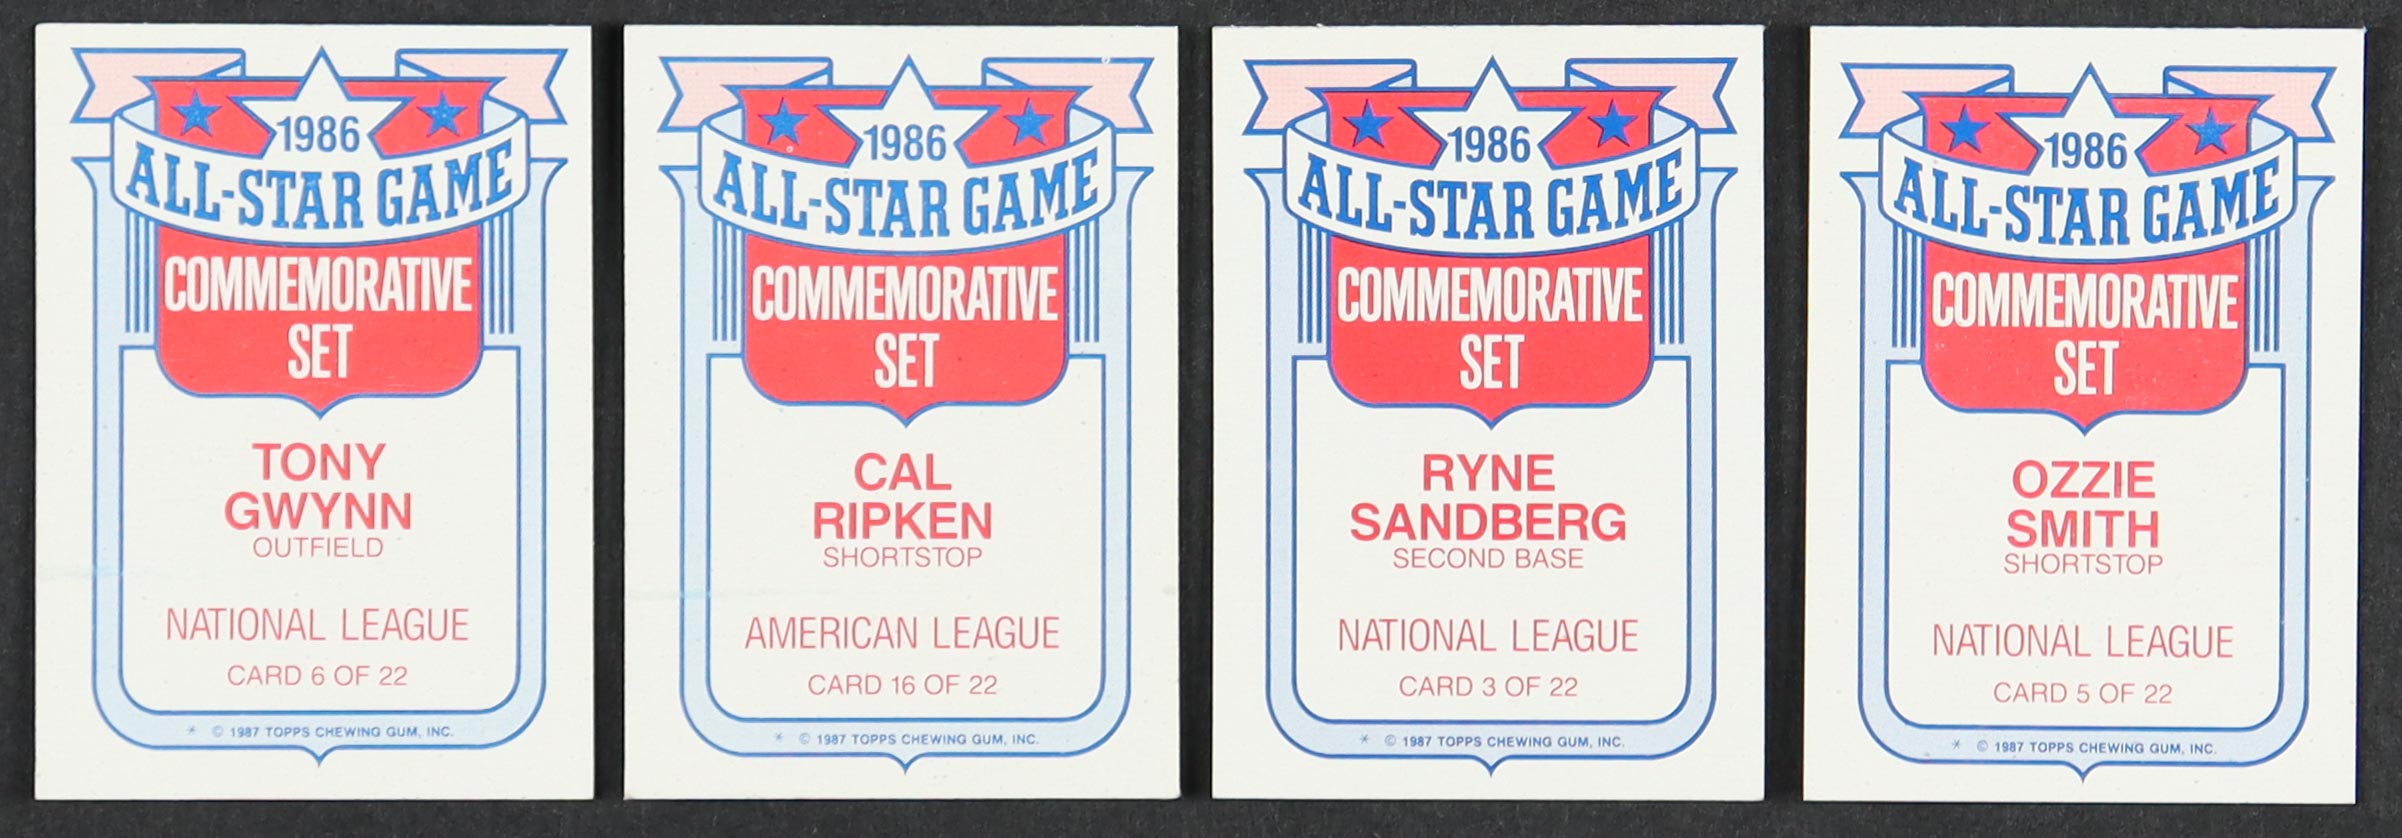 1986
ALL-STAR GAME
COMMEMORATIVE
SET
TONY
GWYNN
OUTFIELD
NATIONAL LEAGUE
CARD 6 OF 22
* © 1987 TOPPS CHEWING GUM, INC.
1986
ALL-STAR GAME
COMMEMORATIVE
SET
CAL
RIPKEN
SHORTSTOP
AMERICAN LEAGUE
CARD 16 OF 22
* © 1987 TOPPS CHEWING GUM, INC.
1986
ALL-STAR GAME
COMMEMORATIVE
SET
RYNE
SANDBERG
SECOND BASE
NATIONAL LEAGUE
CARD 3 OF 22
* © 1987 TOPPS CHEWING GUM, INC.
1986
ALL-STAR GAME
COMMEMORATIVE
SET
OZZIE
SMITH
SHORTSTOP
NATIONAL LEAGUE
CARD 5 OF 22
* © 1987 TOPPS CHEWING GUM, INC.